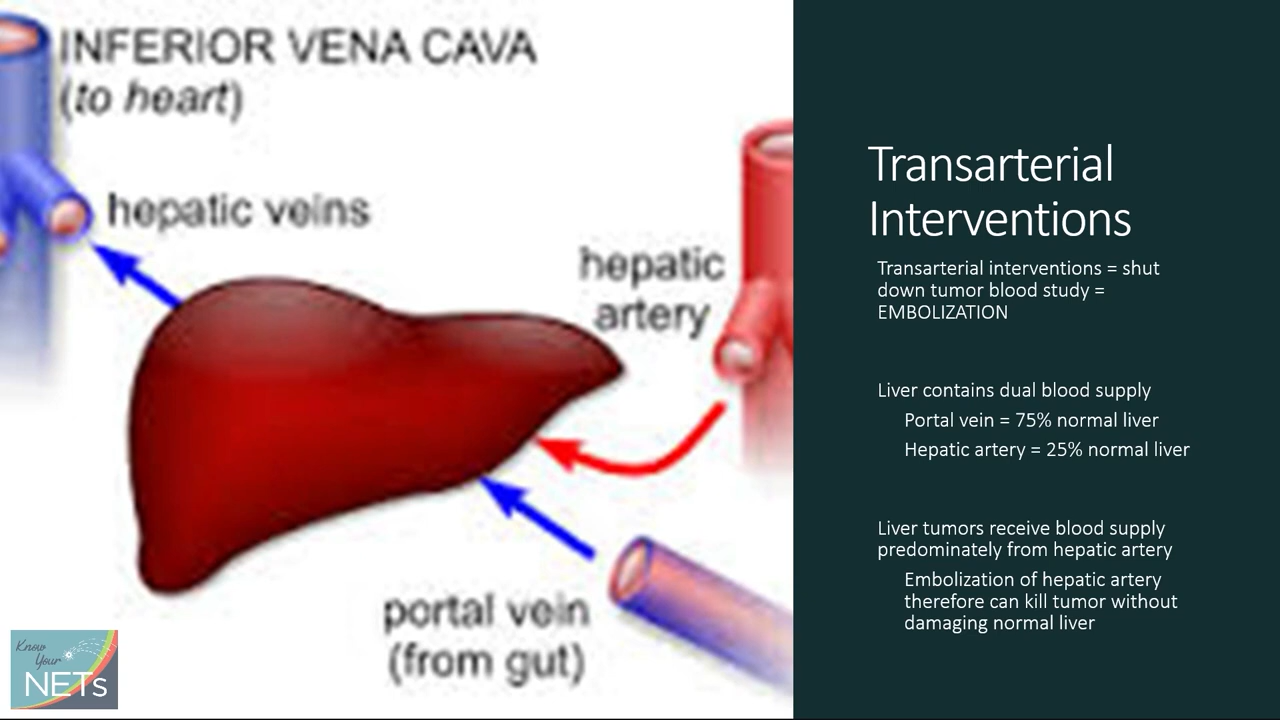 INFERIOR VENA CAVA
(to heart)
hepatic veins
hepatic
artery
portal vein
(from gut)
Know
Your
NETs
Transarterial
Interventions
Transarterial interventions = shut
down tumor blood study =
EMBOLIZATION
Liver contains dual blood supply
Portal vein = 75% normal liver
Hepatic artery = 25% normal liver
Liver tumors receive blood supply
predominately from hepatic artery
Embolization of hepatic artery
therefore can kill tumor without
damaging normal liver